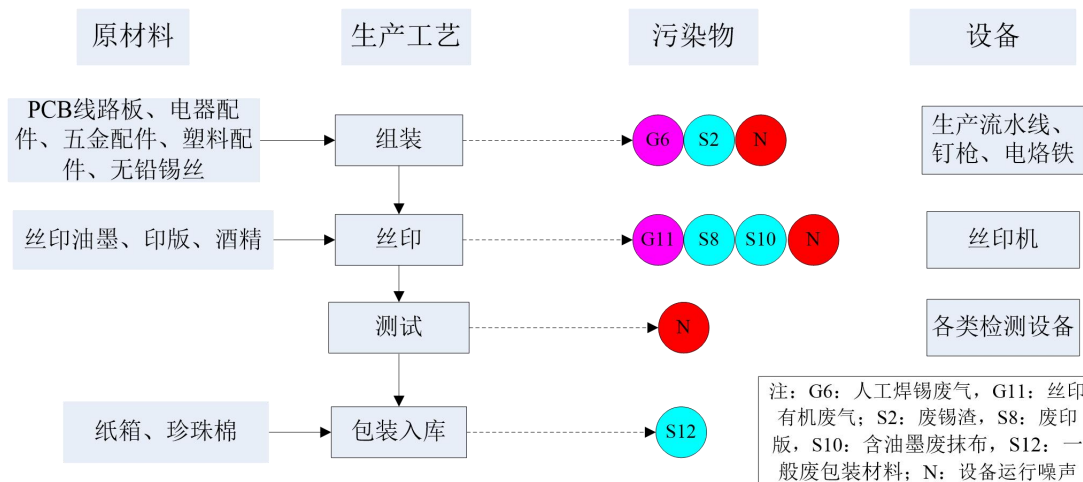 原材料
生产工艺
污染物
设备
PCB线路板、电器配
件、五金配件、塑料配
件、无铅锡丝
组装
G6
S2
N
生产流水线、
钉枪、电烙铁
丝印油墨、印版、酒精
丝印
G11
S8
S10
N
丝印机
测试
N
各类检测设备
纸箱、珍珠棉
包装入库
S12
注：G6：人工焊锡废气，G11：丝印
有机废气；S2：废锡渣，S8：废印
版，S10：含油墨废抹布，S12：一
般废包装材料；N：设备运行噪声